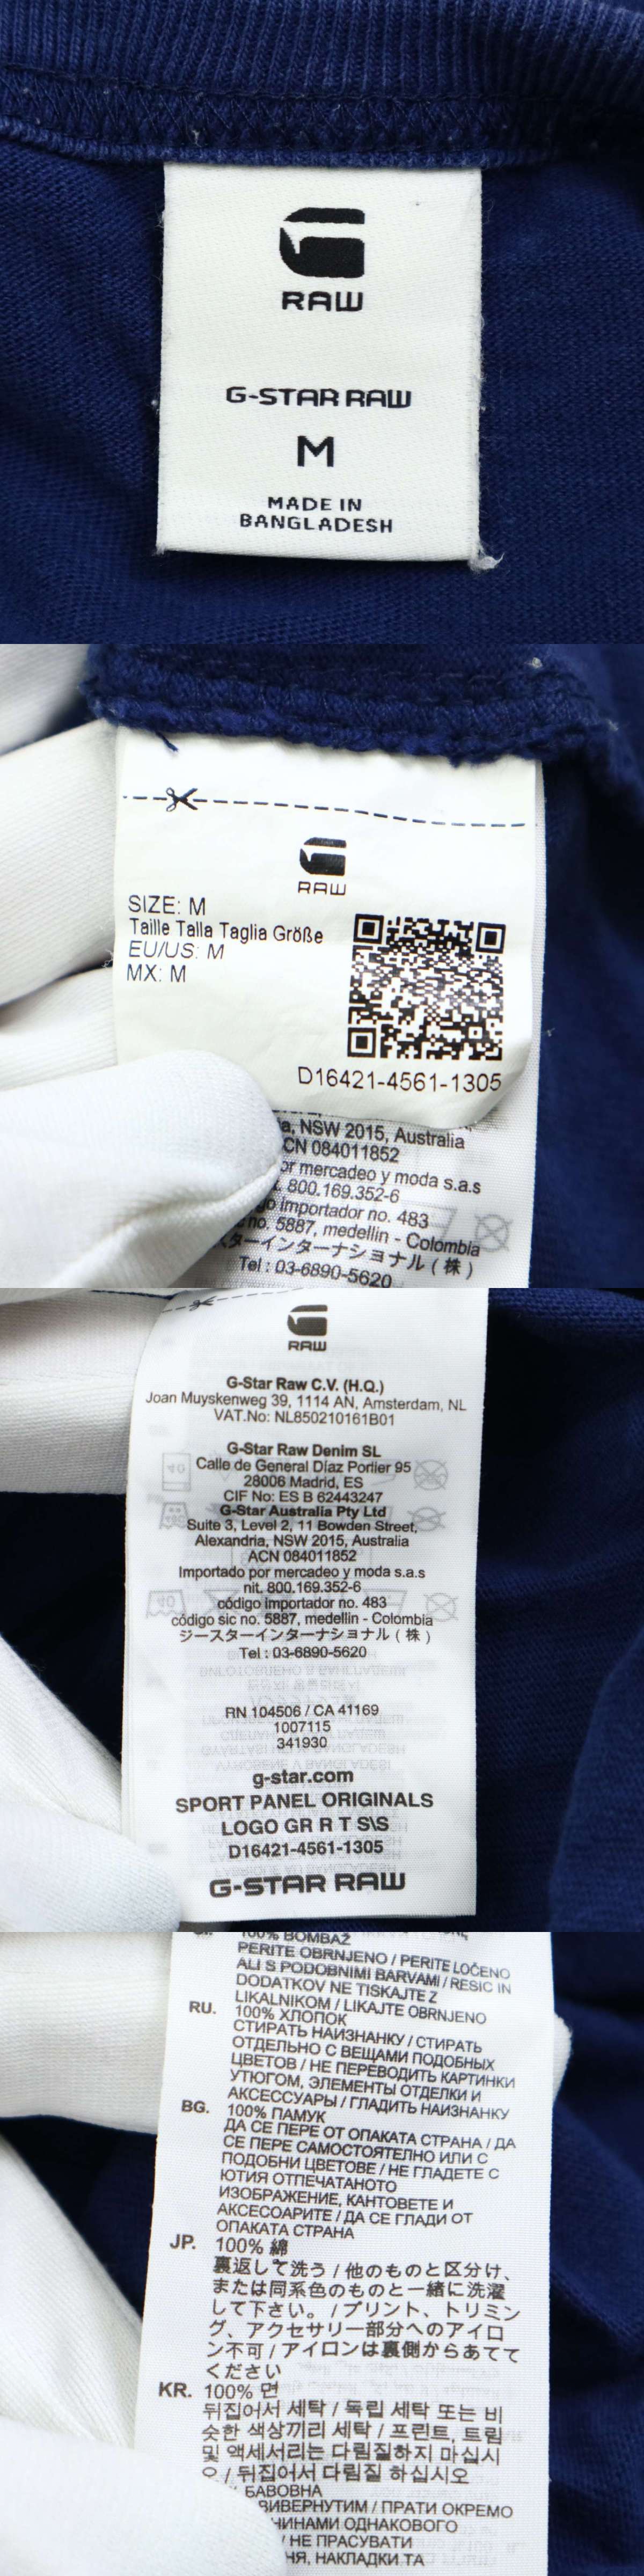 RAW
G-STAR RAW
M
MADE IN
BANGLADESH
RAW
SIZE: M
Taille Talla Taglia Größe
EU/US: M
MX: M
D16421-4561-1305
a, NSW 2015, Australia
CN 084011852
or mercadeo y moda s.a.s
. 800.169.352-6
go importador no. 483
no. 5887, medellin - Colombia
スターインターナショナル ( 株 )
Tel : 03-6890-5620
RAW
G-Star Raw C.V. (H.Q.)
Joan Muyskenweg 39, 1114 AN, Amsterdam, NL
VAT.No: NL850210161B01
G-Star Raw Denim SL
Calle de General Díaz Porlier 95
28006 Madrid, ES
CIF No: ES B 62443247
G-Star Australia Pty Ltd
Suite 3, Level 2, 11 Bowden Street,
Alexandria, NSW 2015, Australia
ACN 084011852
Importado por mercadeo y moda s.a.s
nit. 800.169.352-6
código importador no. 483
código sic no. 5887, medellin - Colombia
ジースターインターナショナル ( 株 )
Tel : 03-6890-5620
RN 104506 / CA 41169
1007115
341930
g-star.com
SPORT PANEL ORIGINALS
LOGO GR R T S\S
D16421-4561-1305
G-STAR RAW
100% BOMBAŽ
PERITE OBRNJENO / PERITE LOČENO
ALI S PODOBNIMI BARVAMI / RESIC IN
DODATKOV NE TISKAJTE Z
LIKALNIKOM / LIKAJTE OBRNJENO
RU. 100% ХЛОПОК
СТИРАТЬ НАИЗНАНКУ / СТИРАТЬ
ОТДЕЛЬНО С ВЕЩАМИ ПОДОБНЫХ
ЦВЕТОВ / НЕ ПЕРЕВОДИТЬ КАРТИНКИ
УТЮГОМ, ЭЛЕМЕНТЫ ОТДЕЛКИ И
АКСЕССУАРЫ / ГЛАДИТЬ НАИЗНАНКУ
BG. 100% ПАМУК
ДА СЕ ПЕРЕ ОТ ОПАКАТА СТРАНА / ДА
СЕ ПЕРЕ САМОСТОЯТЕЛНО ИЛИ С
ПОДОБНИ ЦВЕТОВЕ / НЕ ГЛАДЕТЕ С
ЮТИЯ ОТПЕЧАТАНОТО
ИЗОБРАЖЕНИЕ, КАНТОВЕТЕ И
АКСЕСОАРИТЕ / ДА СЕ ГЛАДИ ОТ
ОПАКАТА СТРАНА
JP. 100% 綿
裏返して洗う / 他のものと区分け、
または同系色のものと一緒に洗濯
して下さい。 / プリント、トリミン
グ、アクセサリー部分へのアイロ
ン不可 / アイロンは裏側からあてて
ください
KR. 100% 면
뒤집어서 세탁 / 독립 세탁 또는 비
슷한 색상끼리 세탁 / 프린트, 트림
및 액세서리는 다림질하지 마십시
오 / 뒤집어서 다림질 하십시오
БАВОВНА
ВИВЕРНУТИМ / ПРАТИ ОКРЕМО
ЧИНАМИ ОДНАКОВОГО
/ НЕ ПРАСУВАТИ
НЯ, НАКЛАДКИ ТА